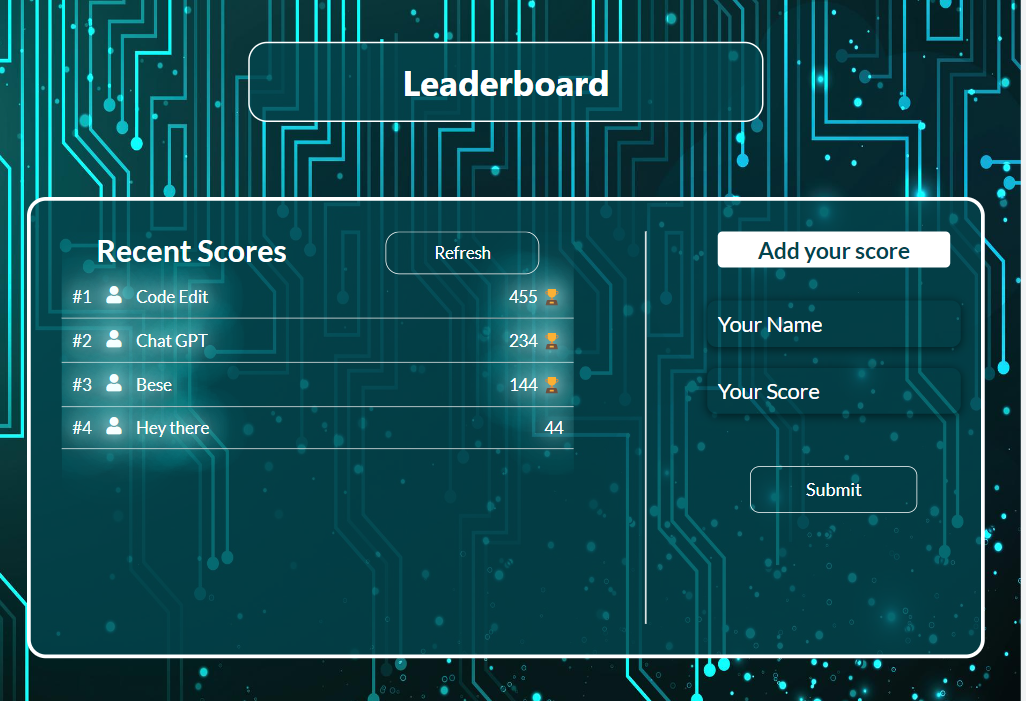 Leaderboard
Recent Scores
Refresh
#1 Code Edit 455
#2 Chat GPT 234
#3 Bese 144
#4 Hey there 44
Add your score
Your Name
Your Score
Submit